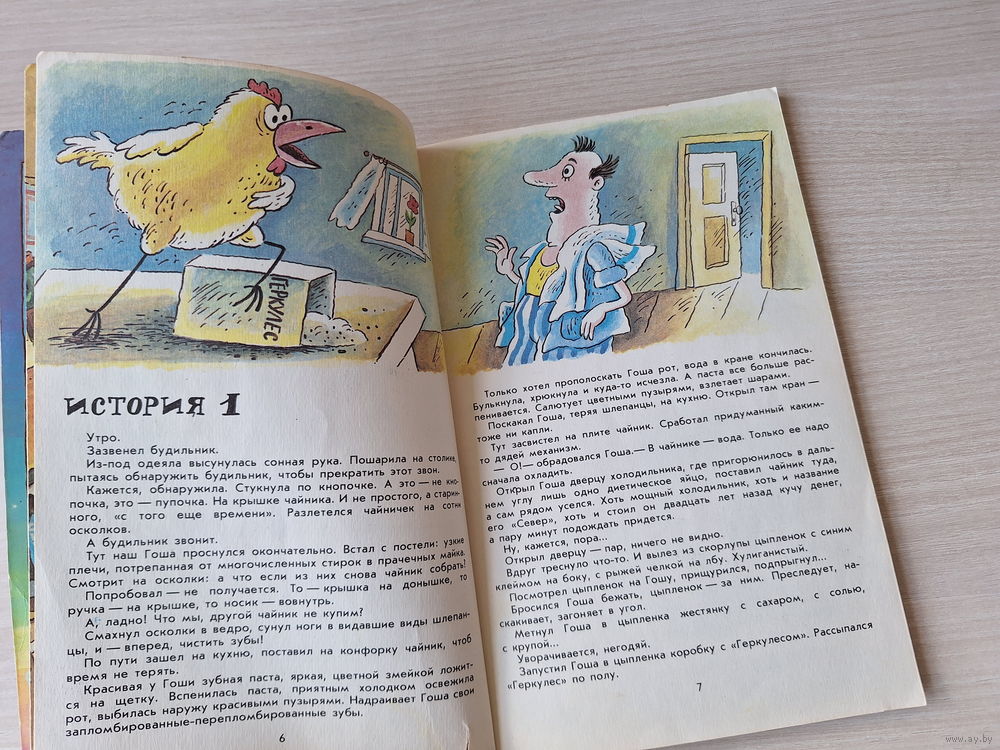 ГЕРКУЛЕС
ИСТОРИЯ 1
Утро.
Зазвенел будильник.
Из-под одеяла высунулась сонная рука. Пошарила на столике,
пытаясь обнаружить будильник, чтобы прекратить этот звон.
Кажется, обнаружила. Стукнула по кнопочке. А это — не кно-
почка, это — пупочка. На крышке чайника. И не простого, а старин-
ного, «с того еще времени». Разлетелся чайничек на сотни
осколков.
А будильник звонит.
Тут наш Гоша проснулся окончательно. Встал с постели: узкие
плечи, потрепанная от многочисленных стирок в прачечных майка.
Смотрит на осколки: а что если из них снова чайник собрать!
Попробовал — не получается. То — крышка на донышке, то
ручка — на крышке, то носик — вовнутрь.
А, ладно! Что мы, другой чайник не купим?
Смахнул осколки в ведро, сунул ноги в видавшие виды шлепан-
цы, и — вперед, чистить зубы!
По пути зашел на кухню, поставил на конфорку чайник, чтоб
время не терять.
Красивая у Гоши зубная паста, яркая, цветной змейкой ложит-
ся на щетку. Вспенилась паста, приятным холодком освежила
рот, выбилась наружу красивыми пузырями. Надраивает Гоша свои
запломбированные-перепломбированные зубы.
6
Только хотел прополоскать Гоша рот, вода в кране кончилась.
Булькнула, хрюкнула и куда-то исчезла. А паста все больше рас-
пенивается. Салютует цветными пузырями, взлетает шарами.
Поскакал Гоша, теряя шлепанцы, на кухню. Открыл там кран —
тоже ни капли.
Тут засвистел на плите чайник. Сработал придуманный каким-
то дядей механизм.
— О!— обрадовался Гоша.— В чайнике — вода. Только ее надо
сначала охладить.
Открыл Гоша дверцу холодильника, где пригорюнилось в даль-
нем углу лишь одно диетическое яйцо, поставил чайник туда,
а сам рядом уселся. Хоть мощный холодильник, хоть и название
его «Север», хоть и стоил он двадцать лет назад кучу денег,
а пару минут подождать придется.
Ну, кажется, пора...
Открыл дверцу — пар, ничего не видно.
Вдруг треснуло что-то. И вылез из скорлупы цыпленок с синим
клеймом на боку, с рыжей челкой на лбу. Хулиганистый.
Посмотрел цыпленок на Гошу, прищурился, подпрыгнул...
Бросился Гоша бежать, цыпленок — за ним. Преследует, на-
скакивает, загоняет в угол.
Метнул Гоша в цыпленка жестянку с сахаром, с солью,
с крупой...
Уворачивается, негодяй.
Запустил Гоша в цыпленка коробку с «Геркулесом». Рассыпался
«Геркулес» по полу.
7
www.ay.by